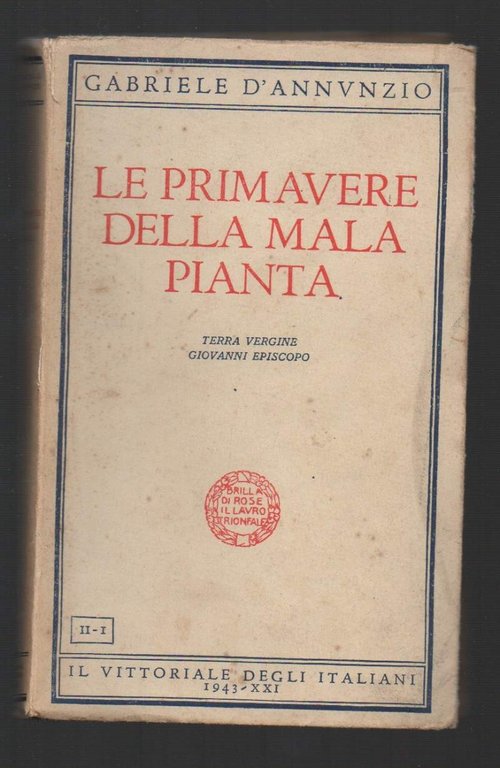 GABRIELE D'ANNVNZIO
LE PRIMAVERE
DELLA MALA
PIANTA
TERRA VERGINE
GIOVANNI EPISCOPO
BRILLA
DI ROSE
IL LAVRO
TRIONFALE
II-I
IL VITTORIALE DEGLI ITALIANI
1943-XXI